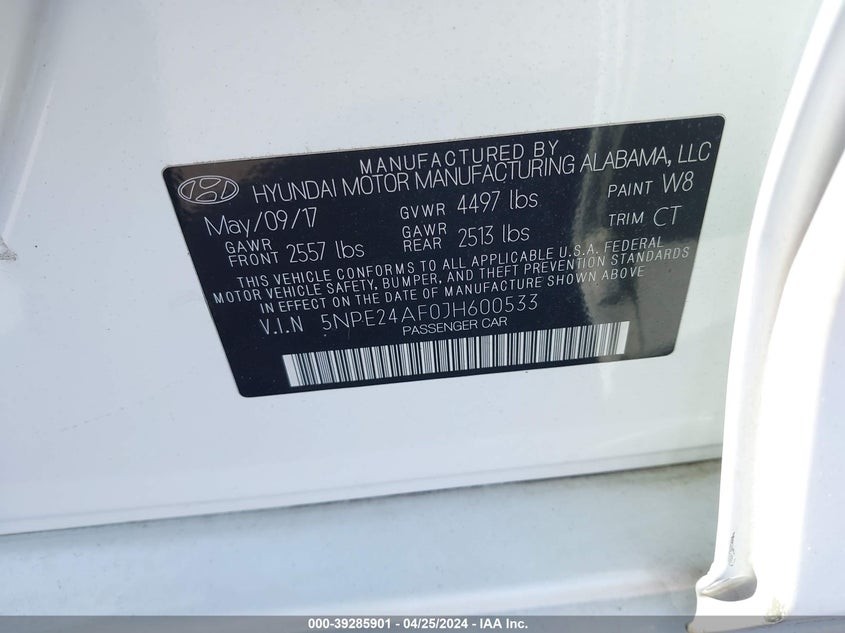 MANUFACTURED BY
HYUNDAI MOTOR MANUFACTURING ALABAMA, LLC
May/09/17 GVWR 4497 lbs PAINT W8
GAWR FRONT 2557 lbs GAWR REAR 2513 lbs TRIM CT
THIS VEHICLE CONFORMS TO ALL APPLICABLE U.S.A. FEDERAL
MOTOR VEHICLE SAFETY, BUMPER, AND THEFT PREVENTION STANDARDS
IN EFFECT ON THE DATE OF MANUFACTURE SHOWN ABOVE
V.I.N 5NPE24AF0JH600533
PASSENGER CAR
000-39285901 - 04/25/2024 - IAA Inc.